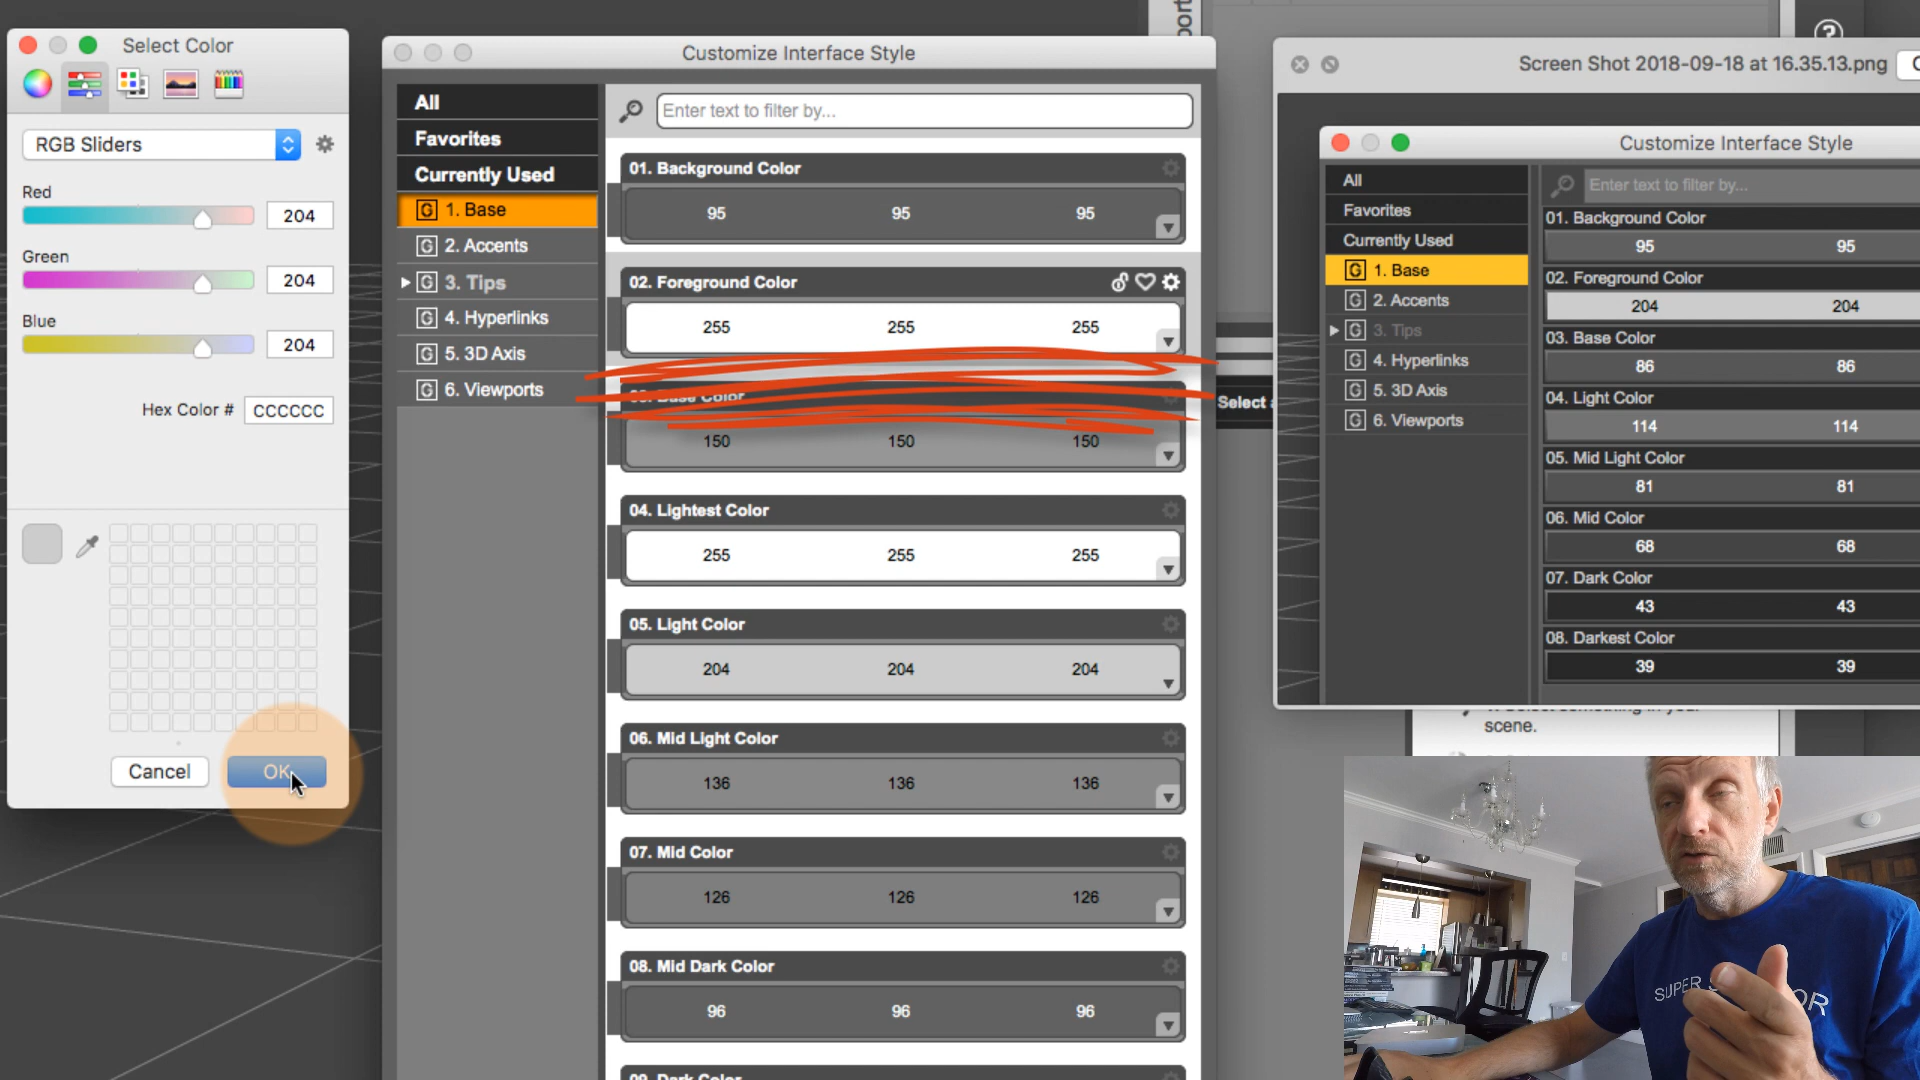 Select Color
RGB Sliders
Red
204
Green
204
Blue
204
Hex Color #
CCCCCC
Cancel
OK
Customize Interface Style
All
Favorites
Currently Used
G 1. Base
G 2. Accents
G 3. Tips
G 4. Hyperlinks
G 5. 3D Axis
G 6. Viewports
Enter text to filter by...
01. Background Color
95 95 95
02. Foreground Color
255 255 255
03. Base Color
150 150 150
04. Lightest Color
255 255 255
05. Light Color
204 204 204
06. Mid Light Color
136 136 136
07. Mid Color
126 126 126
08. Mid Dark Color
96 96 96
09. Dark Color
port
Select
?
Screen Shot 2018-09-18 at 16.35.13.png
Customize Interface Style
All
Favorites
Currently Used
G 1. Base
G 2. Accents
G 3. Tips
G 4. Hyperlinks
G 5. 3D Axis
G 6. Viewports
Enter text to filter by...
01. Background Color
95 95
02. Foreground Color
204 204
03. Base Color
86 86
04. Light Color
114 114
05. Mid Light Color
81 81
06. Mid Color
68 68
07. Dark Color
43 43
08. Darkest Color
39 39
scene.
SUPER